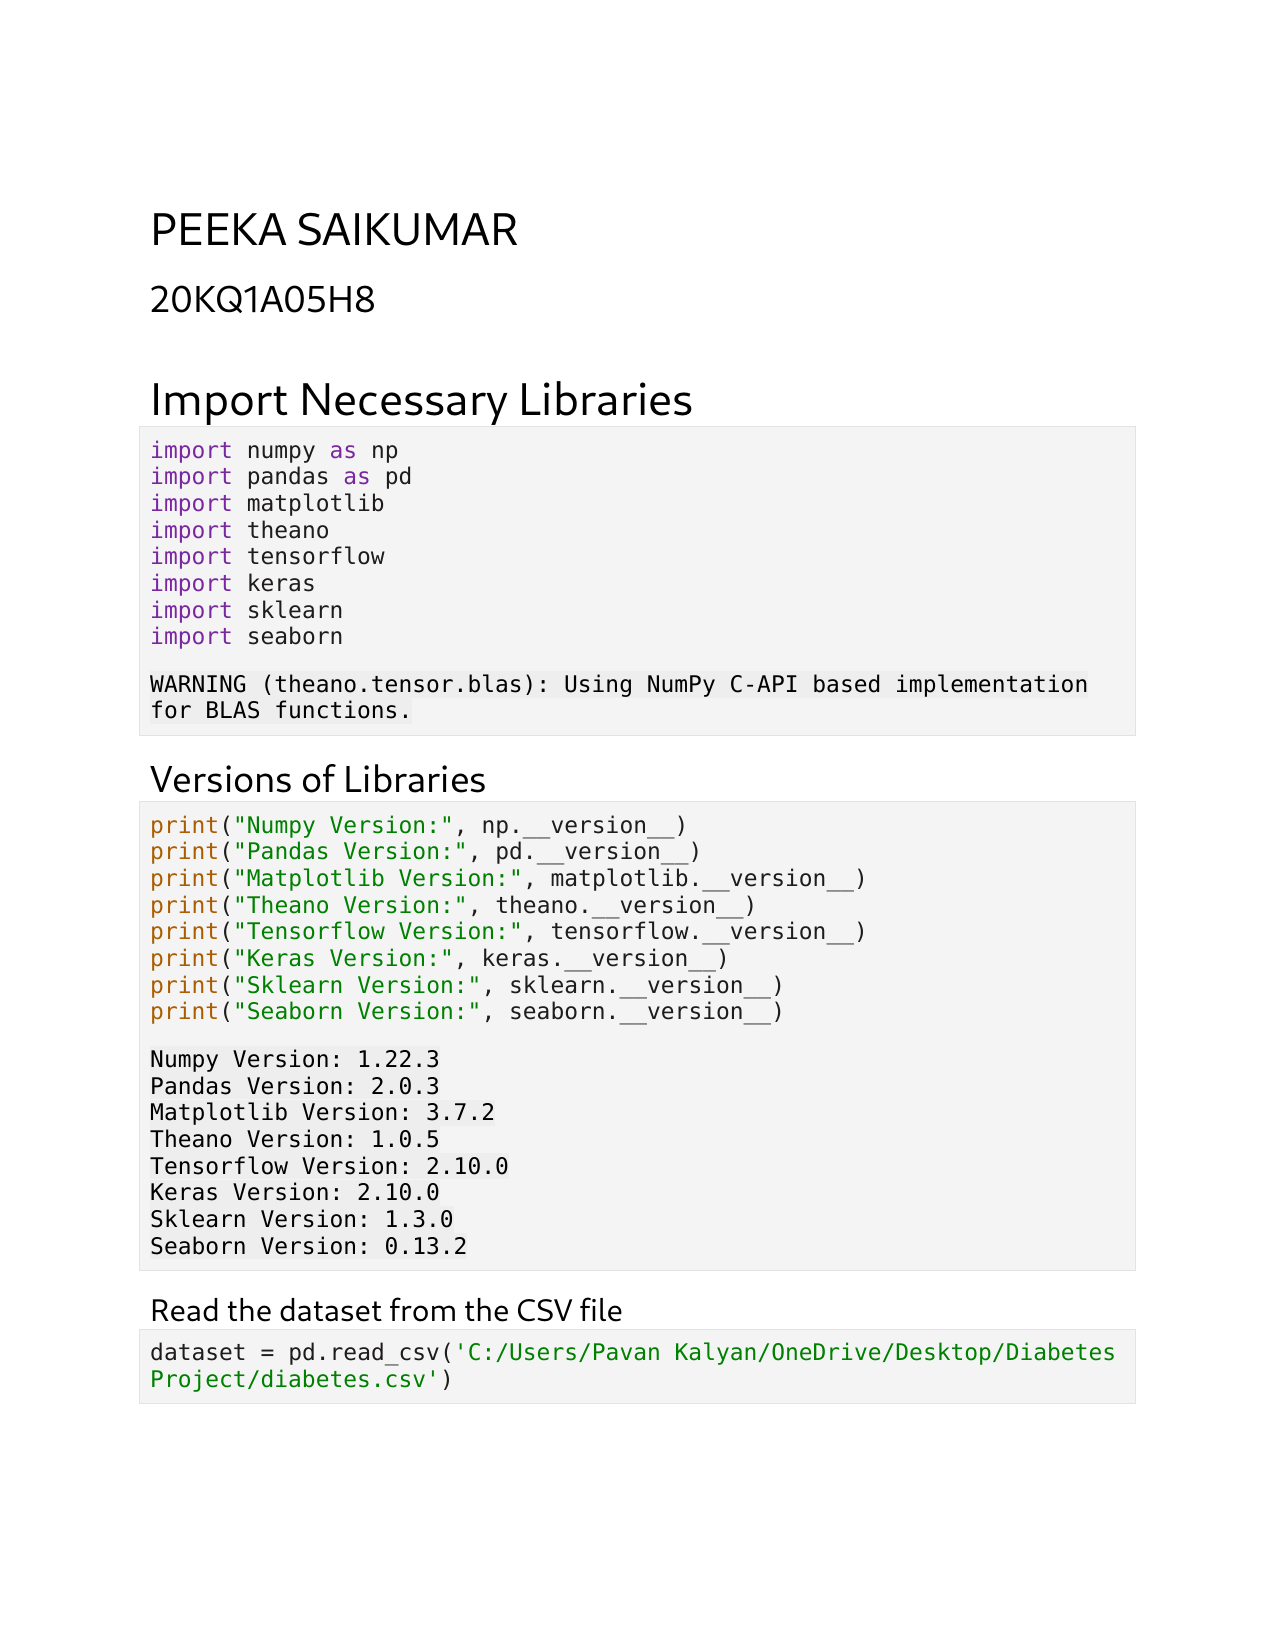 PEEKA SAIKUMAR
20KQ1A05H8
Import Necessary Libraries
import numpy as np
import pandas as pd
import matplotlib
import theano
import tensorflow
import keras
import sklearn
import seaborn
WARNING (theano.tensor.blas): Using NumPy C-API based implementation
for BLAS functions.
Versions of Libraries
print("Numpy Version:", np.__version__)
print("Pandas Version:", pd.__version__)
print("Matplotlib Version:", matplotlib.__version__)
print("Theano Version:", theano.__version__)
print("Tensorflow Version:", tensorflow.__version__)
print("Keras Version:", keras.__version__)
print("Sklearn Version:", sklearn.__version__)
print("Seaborn Version:", seaborn.__version__)
Numpy Version: 1.22.3
Pandas Version: 2.0.3
Matplotlib Version: 3.7.2
Theano Version: 1.0.5
Tensorflow Version: 2.10.0
Keras Version: 2.10.0
Sklearn Version: 1.3.0
Seaborn Version: 0.13.2
Read the dataset from the CSV file
dataset = pd.read_csv('C:/Users/Pavan Kalyan/OneDrive/Desktop/Diabetes
Project/diabetes.csv')